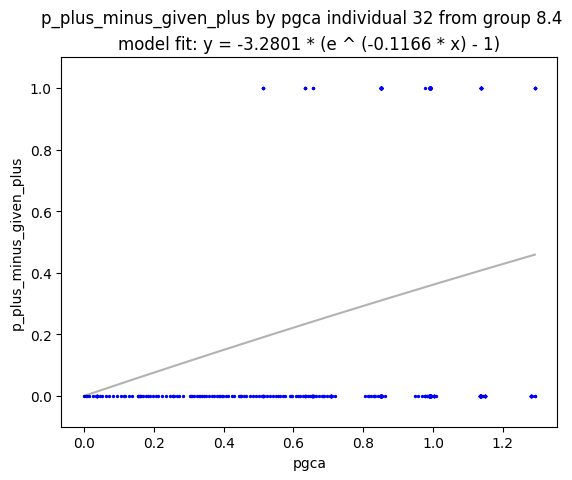 p_plus_minus_given_plus by pgca individual 32 from group 8.4
model fit: y = -3.2801 * (e ^ (-0.1166 * x) - 1)
1.0
0.8
0.6
0.4
0.2
0.0
p_plus_minus_given_plus
0.0 0.2 0.4 0.6 0.8 1.0 1.2
pgca